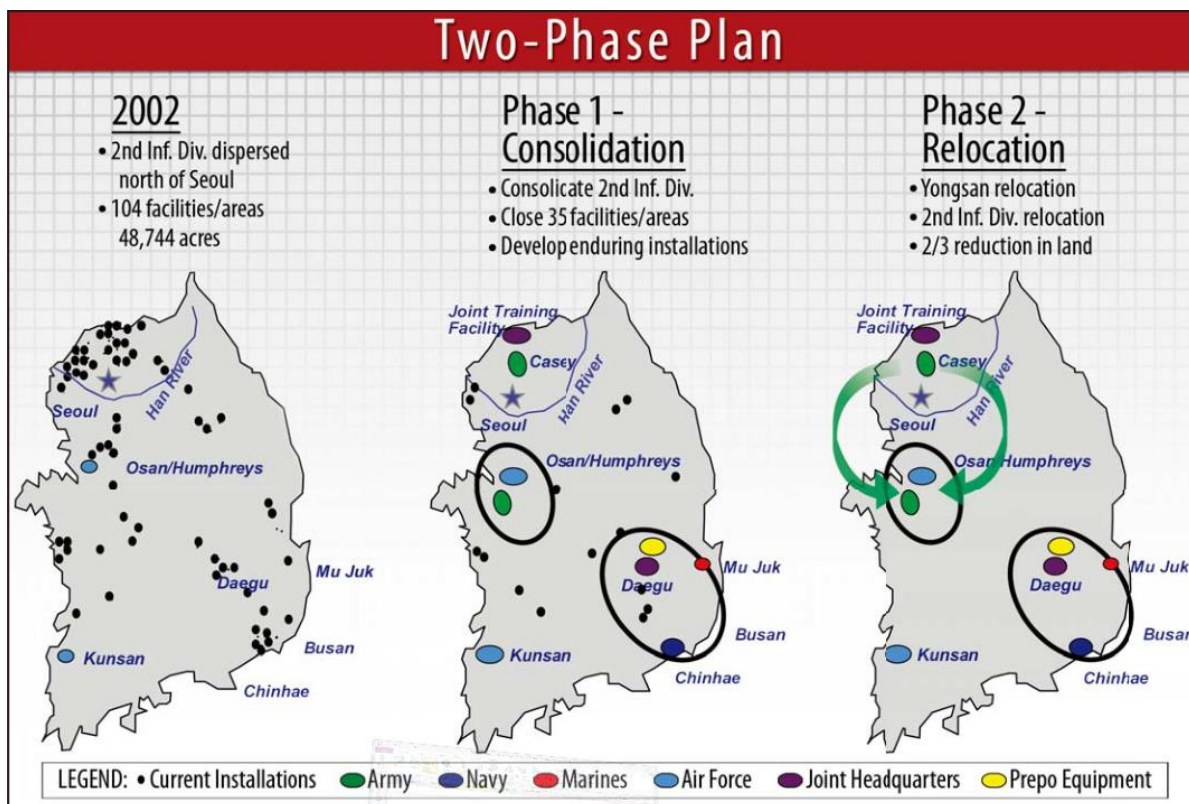 Two-Phase Plan
2002
• 2nd Inf. Div. dispersed
north of Seoul
• 104 facilities/areas
48,744 acres
Phase 1 -
Consolidation
• Consolicate 2nd Inf. Div.
• Close 35 facilities/areas
• Develop enduring installations
Phase 2 -
Relocation
• Yongsan relocation
• 2nd Inf. Div. relocation
• 2/3 reduction in land
Han River
Seoul
Osan/Humphreys
Daegu
Mu Juk
Busan
Kunsan
Chinhae
Joint Training
Facility
Casey
Han River
Seoul
Osan/Humphreys
Daegu
Mu Juk
Busan
Kunsan
Chinhae
Joint Training
Facility
Casey
Han River
Seoul
Osan/Humphreys
Daegu
Mu Juk
Busan
Kunsan
Chinhae
LEGEND: • Current Installations Army Navy Marines Air Force Joint Headquarters Prepo Equipment